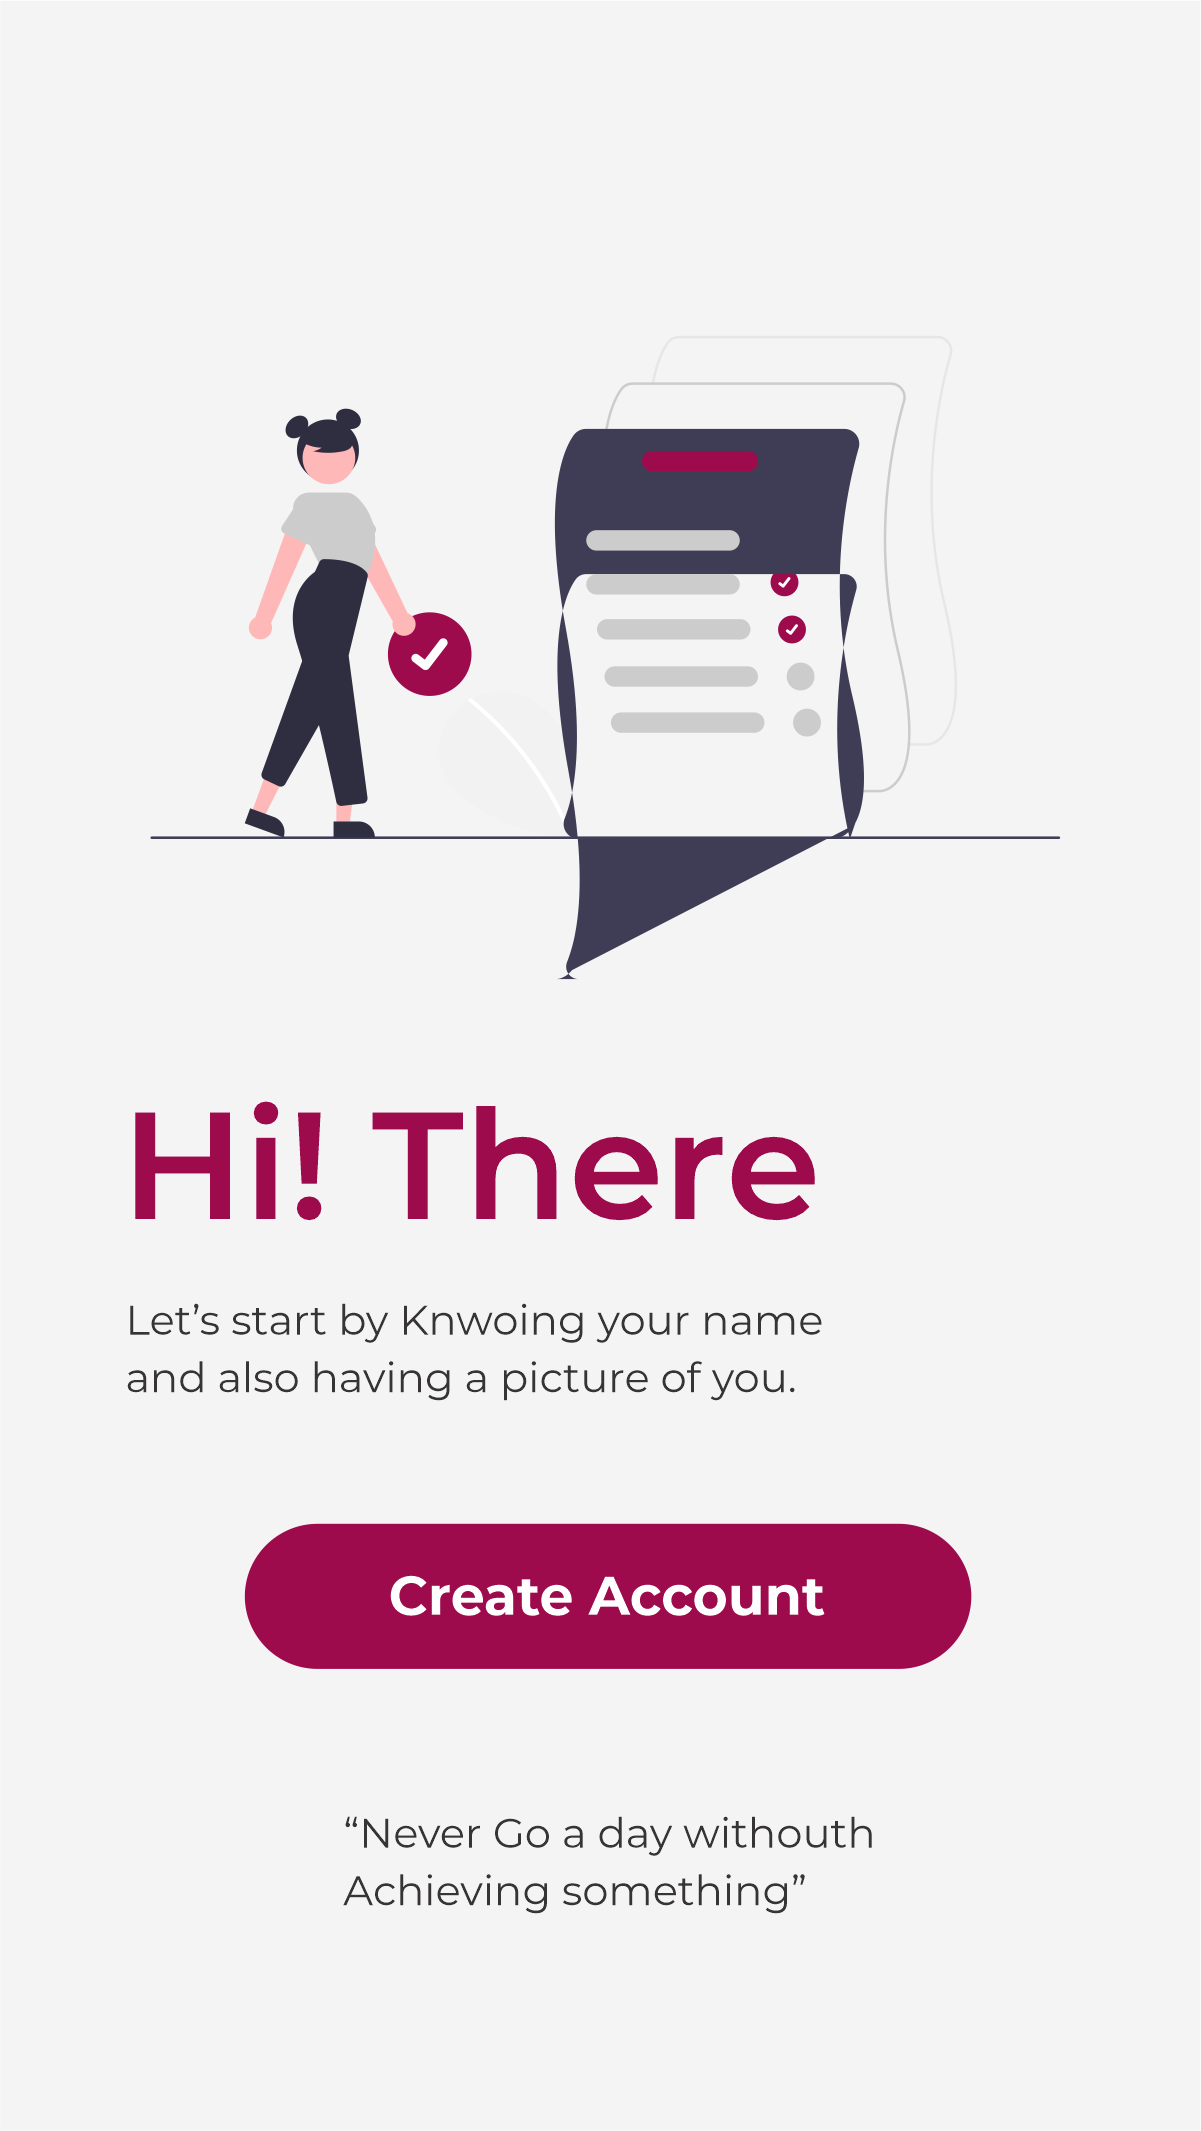 Hi! There
Let’s start by Knwoing your name
and also having a picture of you.
Create Account
“Never Go a day withouth
Achieving something”